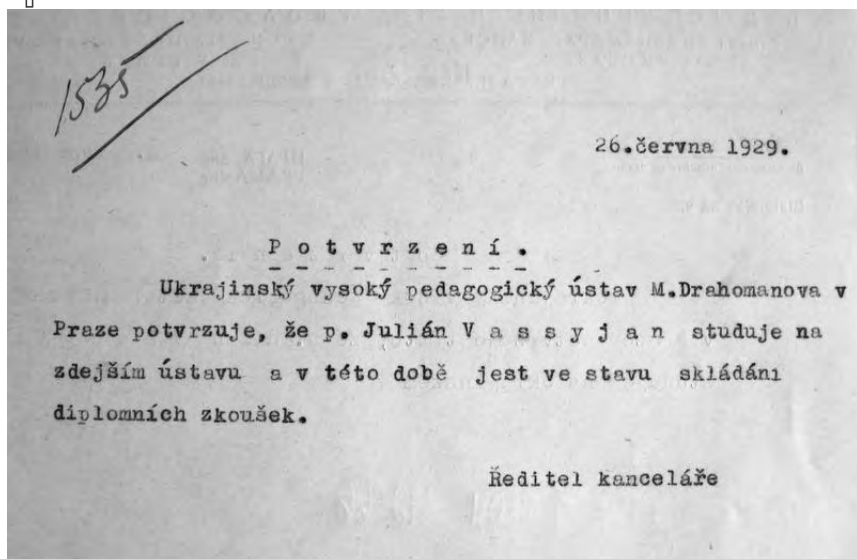 1535
26.června 1929.
P o t v r z e n í .
Ukrajinský vysoký pedagogický ústav M.Drahomanova v
Praze potvrzuje, že p. Julián V a s s y j a n studuje na
zdejším ústavu a v této době jest ve stavu skládání
diplomních zkoušek.
Ředitel kanceláře